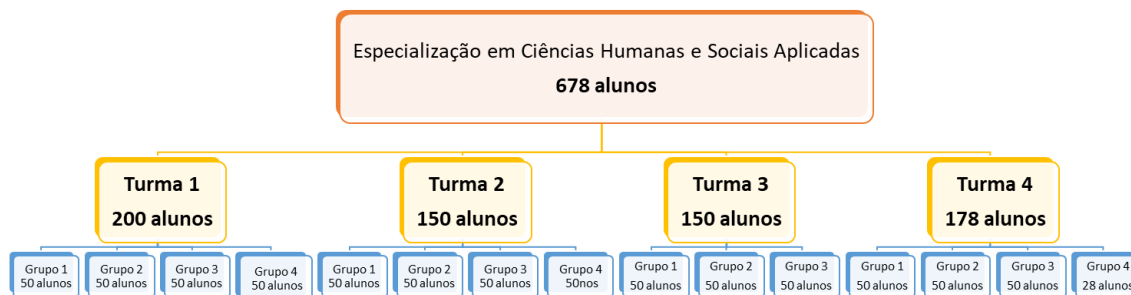 Especialização em Ciências Humanas e Sociais Aplicadas
678 alunos
Turma 1
200 alunos
Turma 2
150 alunos
Turma 3
150 alunos
Turma 4
178 alunos
Grupo 1
50 alunos
Grupo 2
50 alunos
Grupo 3
50 alunos
Grupo 4
50 alunos
Grupo 1
50 alunos
Grupo 2
50 alunos
Grupo 3
50 alunos
Grupo 4
50nos
Grupo 1
50 alunos
Grupo 2
50 alunos
Grupo 3
50 alunos
Grupo 1
50 alunos
Grupo 2
50 alunos
Grupo 3
50 alunos
Grupo 4
28 alunos